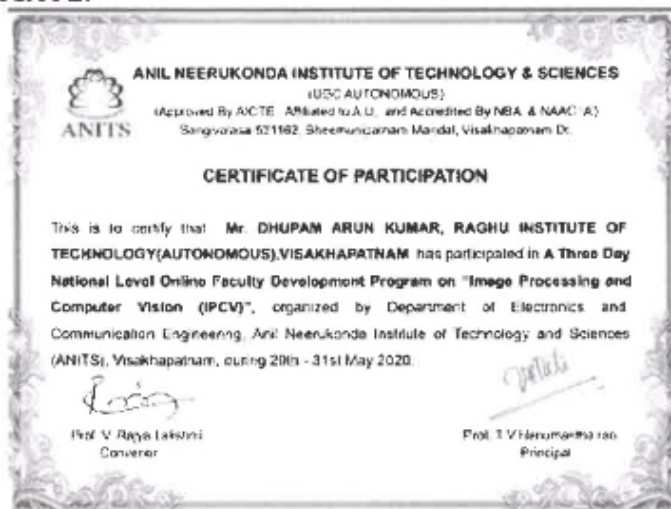 ANIL NEERUKONDA INSTITUTE OF TECHNOLOGY & SCIENCES
(UGC AUTONOMOUS)
(Approved By AICTE Affiliated to A.U. and Accredited By NBA & NAAC 'A')
ANITS
Sangivalasa 531162, Bheemunipatnam Mandal, Visakhapatnam Dt.
CERTIFICATE OF PARTICIPATION
This is to certify that Mr. DHUPAM ARUN KUMAR, RAGHU INSTITUTE OF
TECHNOLOGY(AUTONOMOUS),VISAKHAPATNAM has participated in A Three Day
National Level Online Faculty Development Program on "Image Processing and
Computer Vision (IPCV)", organized by Department of Electronics and
Communication Engineering, Anil Neerukonda Institute of Technology and Sciences
(ANITS), Visakhapatnam, during 29th - 31st May 2020.
Prof. V. Lakshmi
Convenor
Prof. T.V.Hanumantha Rao
Principal